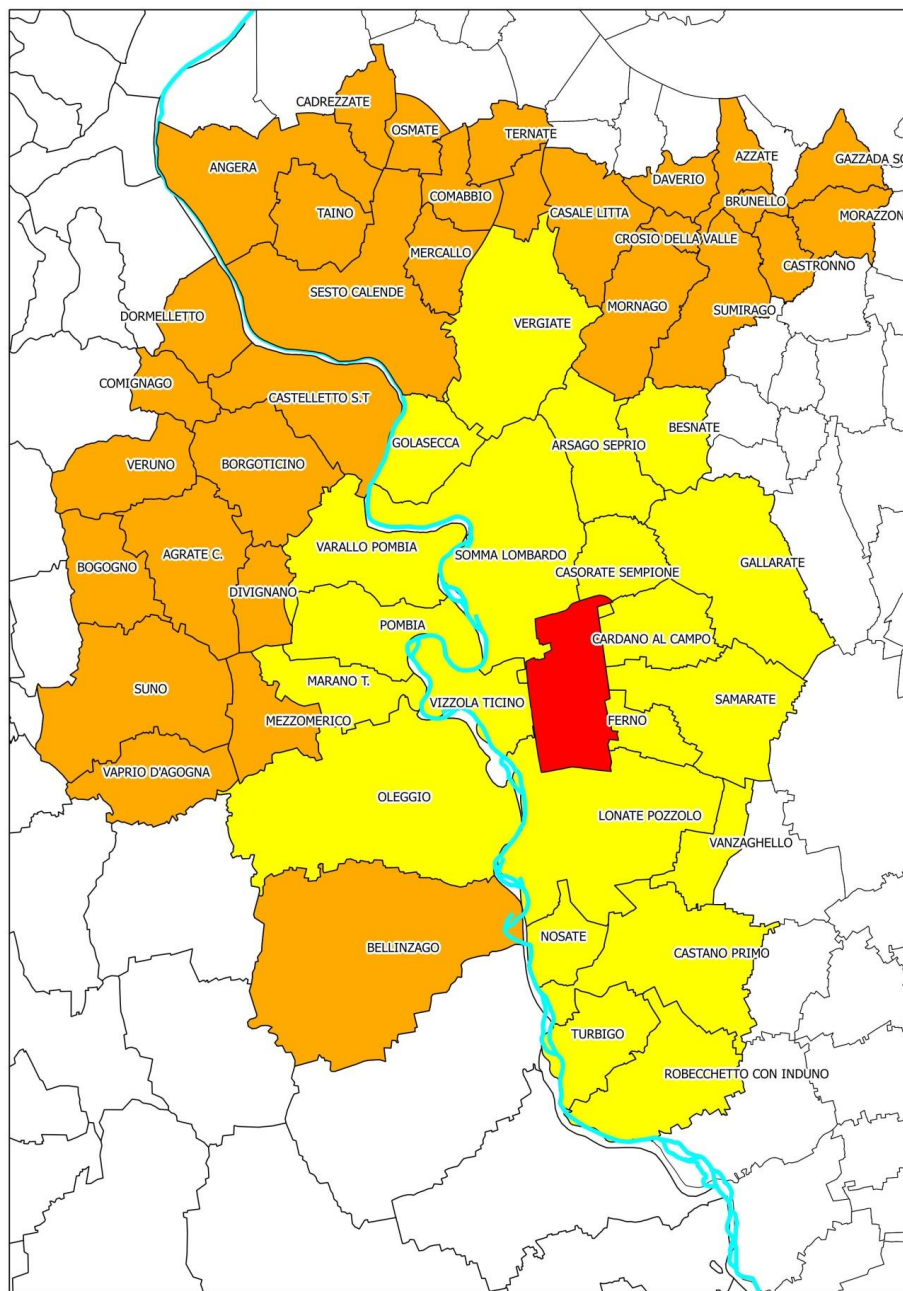 CADREZZATE
OSMATE
TERNATE
ANGERA
AZZATE
GAZZADA SC
DAVERIO
COMABBIO
BRUNELLO
TAINO
CASALE LITTA
MORAZZON
CROSIO DELLA VALLE
MERCALLO
CASTRONNO
SESTO CALENDE
MORNAGO
SUMIRAGO
DORMELLETTO
VERGIATE
COMIGNAGO
CASTELLETTO S.T
BESNATE
GOLASECCA
ARSAGO SEPRIO
VERUNO
BORGOTICINO
VARALLO POMBIA
AGRATE C.
SOMMA LOMBARDO
GALLARATE
BOGOGNO
CASORATE SEMPIONE
DIVIGNANO
POMBIA
CARDANO AL CAMPO
MARANO T.
SUNO
VIZZOLA TICINO
SAMARATE
MEZZOMERICO
FERNO
VAPRIO D'AGOGNA
OLEGGIO
LONATE POZZOLO
VANZAGHELLO
NOSATE
BELLINZAGO
CASTANO PRIMO
TURBIGO
ROBECCHETTO CON INDUNO